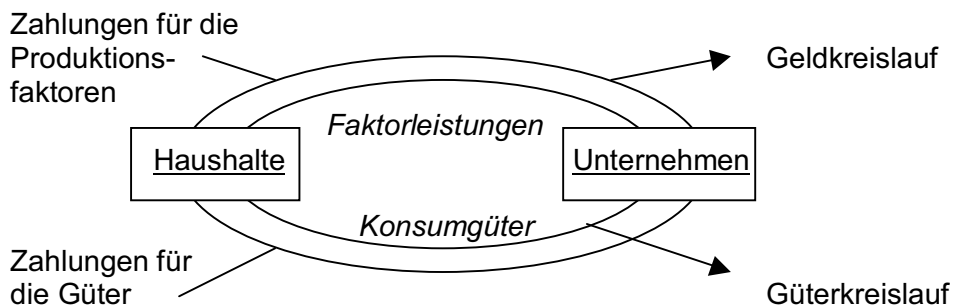 Zahlungen für die
Produktions-
faktoren
Geldkreislauf
Faktorleistungen
Haushalte
Unternehmen
Konsumgüter
Zahlungen für
die Güter
Güterkreislauf